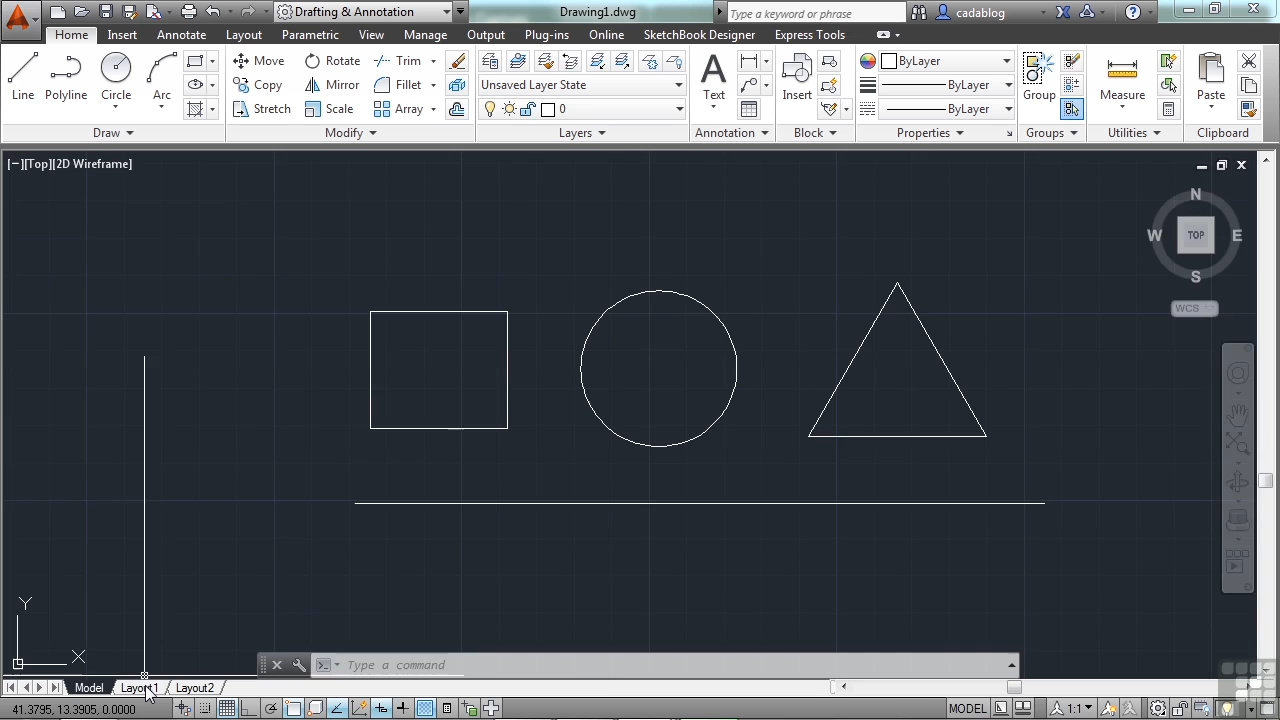 Drafting & Annotation
Drawing1.dwg
Type a keyword or phrase
cadablog
Home
Insert
Annotate
Layout
Parametric
View
Manage
Output
Plug-ins
Online
SketchBook Designer
Express Tools
Line
Polyline
Circle
Arc
Draw
Move
Rotate
Trim
Copy
Mirror
Fillet
Stretch
Scale
Array
Modify
Unsaved Layer State
0
Layers
Text
Annotation
Insert
Block
ByLayer
ByLayer
ByLayer
Properties
Group
Groups
Measure
Utilities
Paste
Clipboard
[−][Top][2D Wireframe]
N
W
TOP
E
S
WCS
Y
X
Type a command
Model
Layout1
Layout2
41.3795, 13.3905, 0.0000
MODEL
1:1